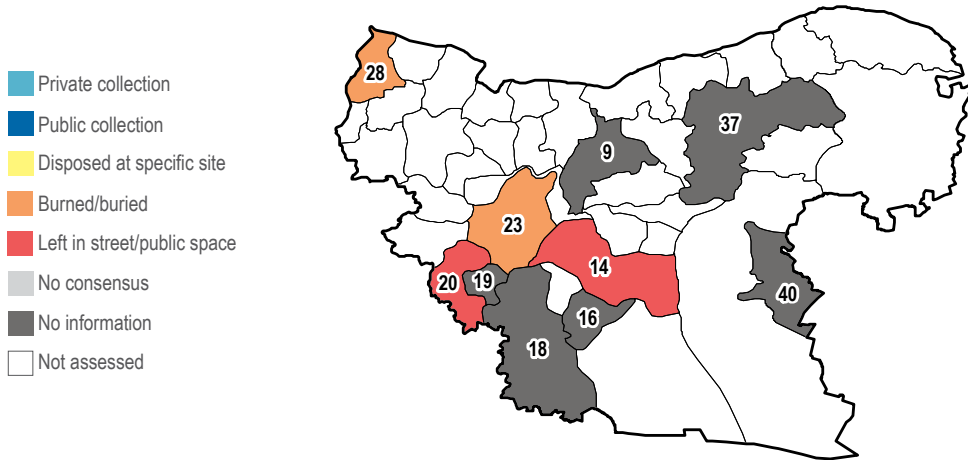 Private collection
Public collection
Disposed at specific site
Burned/buried
Left in street/public space
No consensus
No information
Not assessed
28
37
9
23
14
20
19
40
16
18